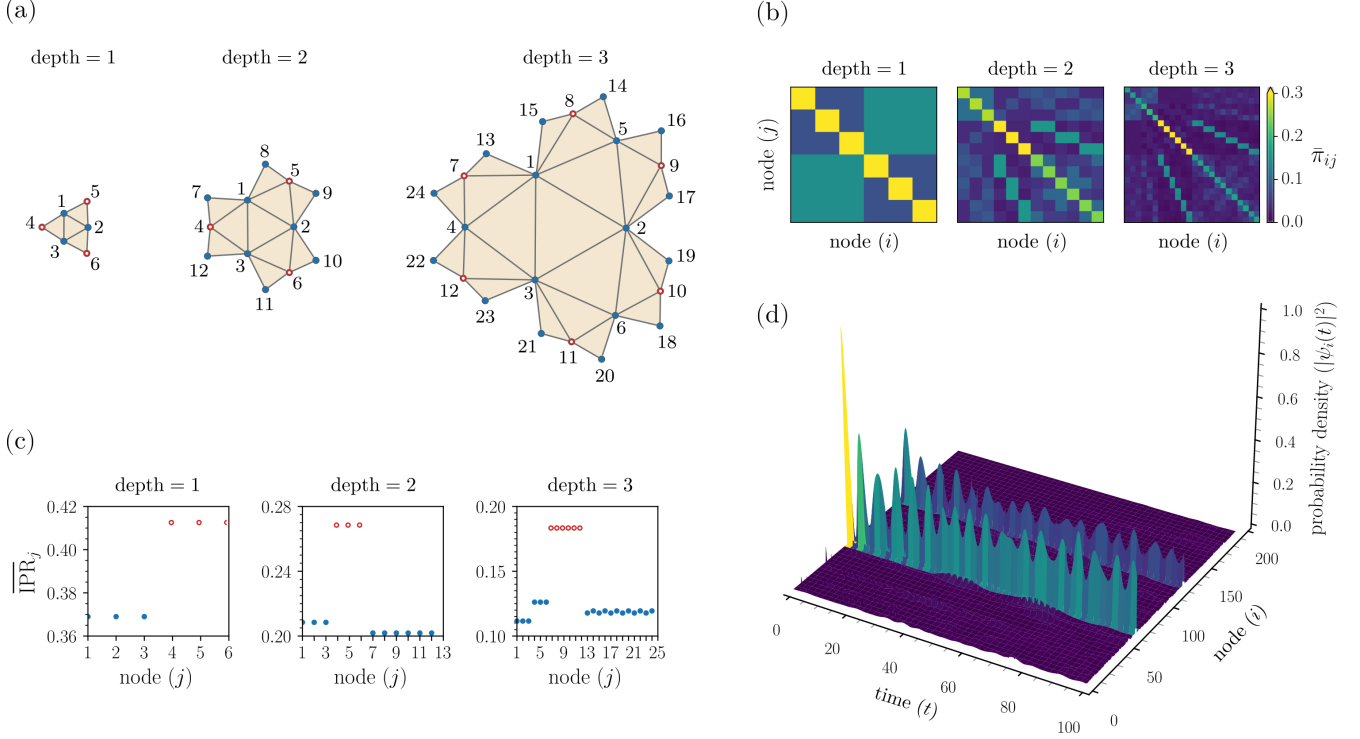 (a)
depth = 1
depth = 2
depth = 3
1
2
3
4
5
6
1
2
3
4
5
6
7
8
9
10
11
12
1
2
3
4
5
6
7
8
9
10
11
12
13
14
15
16
17
18
19
20
21
22
23
24
(b)
depth = 1
depth = 2
depth = 3
node (j)
node (i)
node (i)
node (i)
0.3
0.2
0.1
0.0
π̄ij
(c)
depth = 1
depth = 2
depth = 3
IPRj
0.42
0.40
0.38
0.36
1 2 3 4 5 6
node (j)
0.28
0.26
0.24
0.22
0.20
1 3 5 7 9 11 13
node (j)
0.20
0.15
0.10
1 5 9 13 17 21 25
node (j)
(d)
1.0
0.8
0.6
0.4
0.2
0.0
probability density (|ψi(t)|²
0 20 40 60 80 100
time (t)
0 50 100 150 200
node (i)